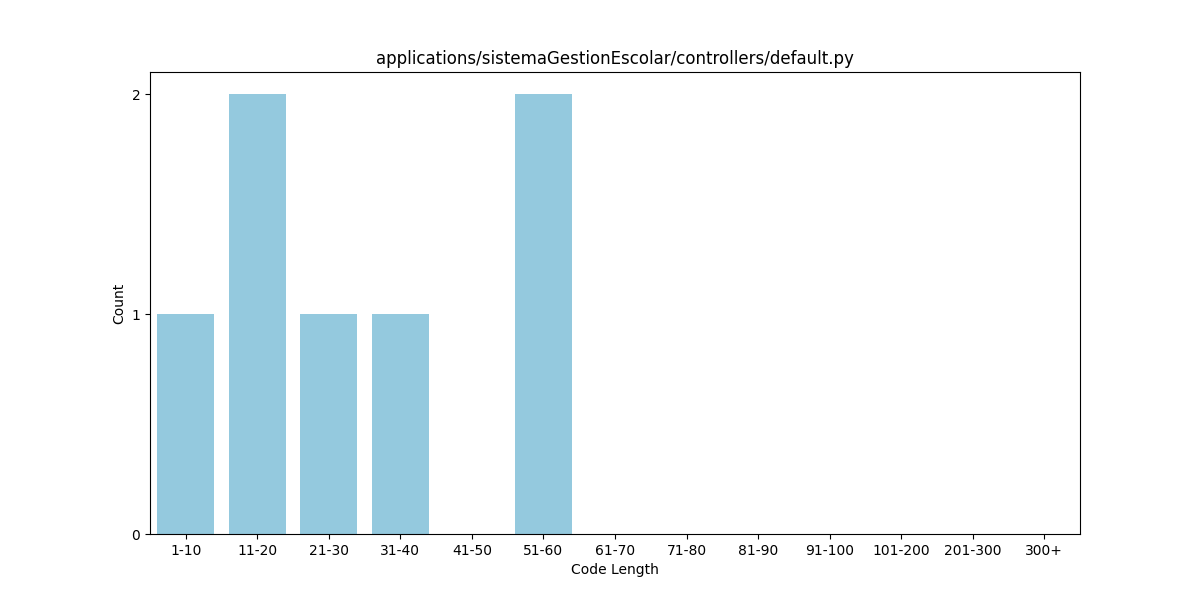 applications/sistemaGestionEscolar/controllers/default.py
2
1
0
Count
1-10 11-20 21-30 31-40 41-50 51-60 61-70 71-80 81-90 91-100 101-200 201-300 300+
Code Length